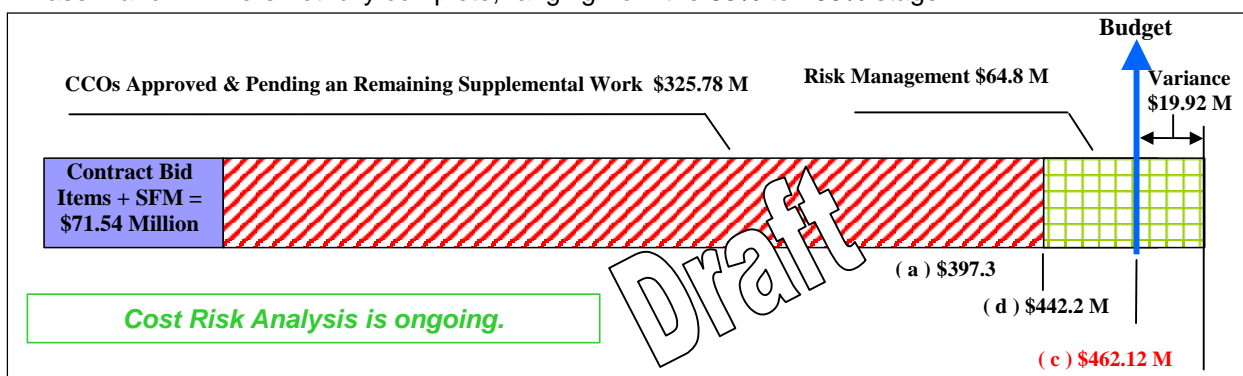 Budget
CCOs Approved & Pending an Remaining Supplemental Work $325.78 M
Risk Management $64.8 M
Variance
$19.92 M
Contract Bid
Items + SFM =
$71.54 Million
Draft
( a ) $397.3
( d ) $442.2 M
Cost Risk Analysis is ongoing.
( c ) $462.12 M